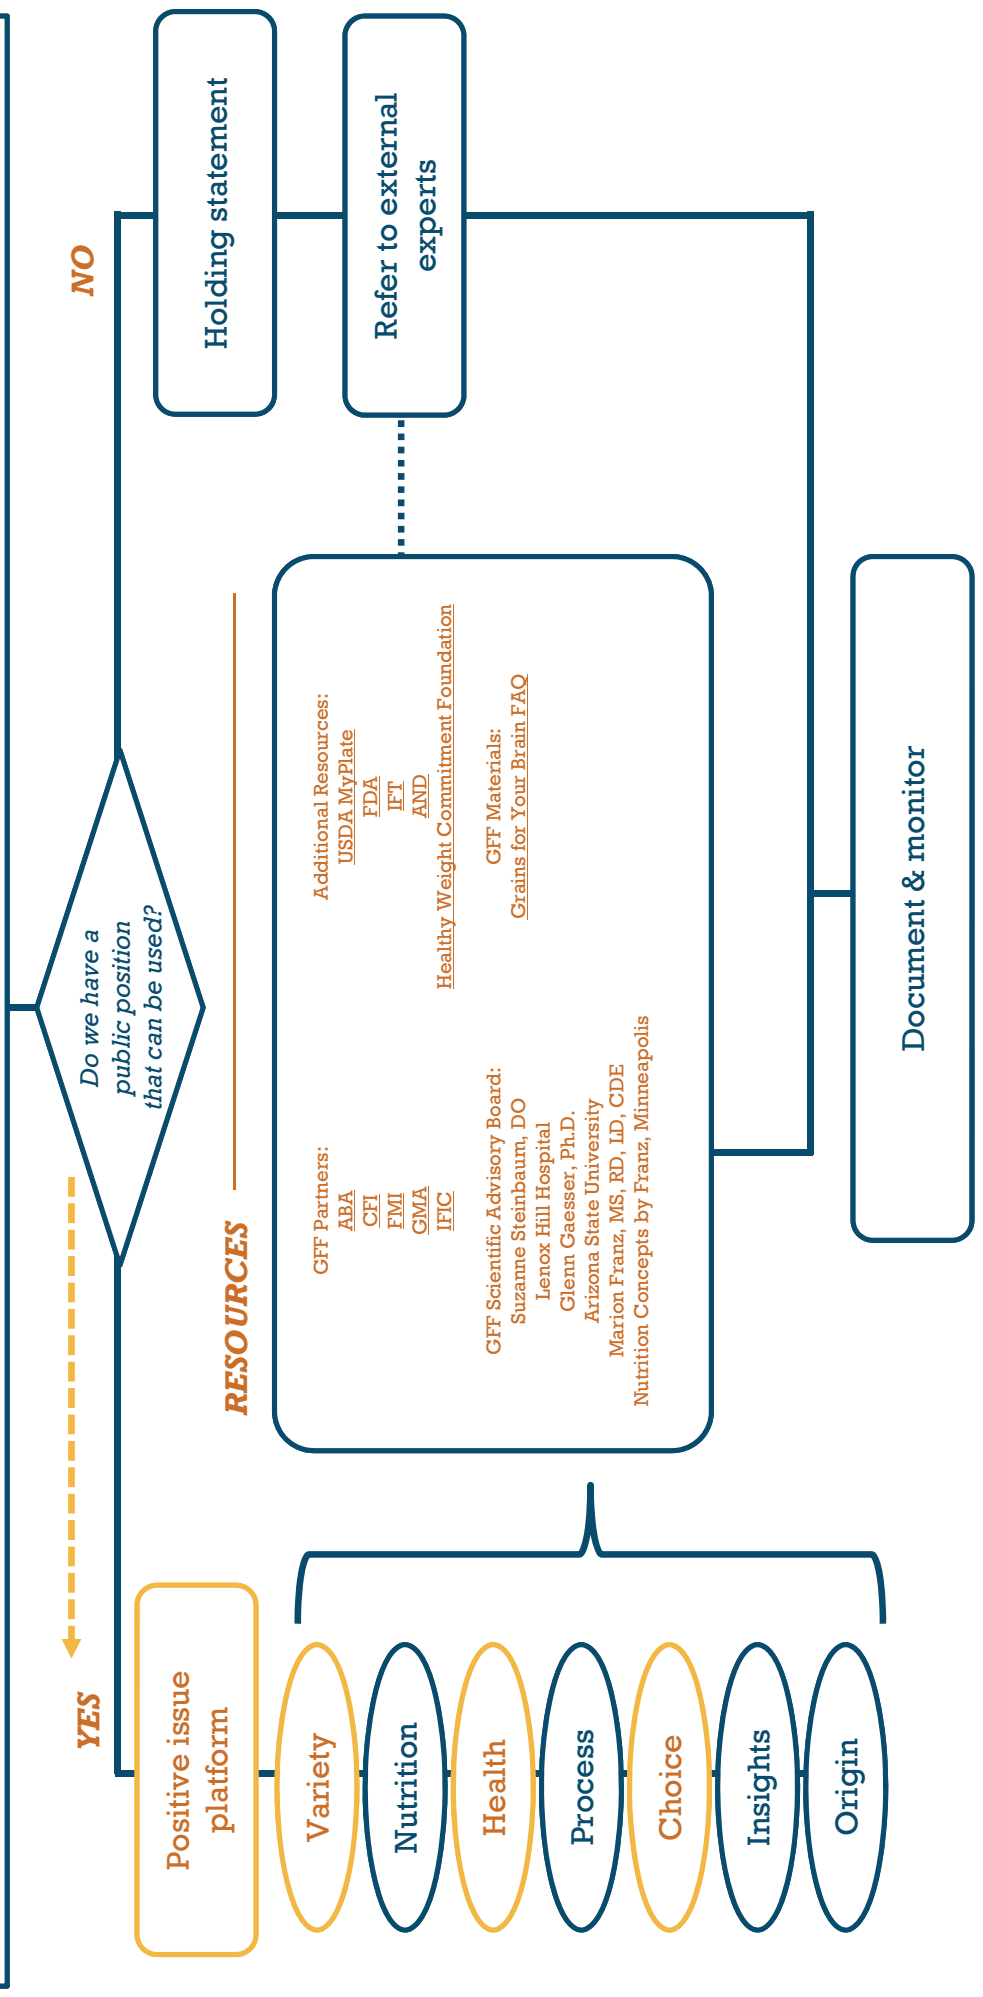 Do we have a
public position
that can be used?
YES
NO
Positive issue
platform
Variety
Nutrition
Health
Process
Choice
Insights
Origin
RESOURCES
GFF Partners:
ABA
CFI
FMI
GMA
IFIC
GFF Scientific Advisory Board:
Suzanne Steinbaum, DO
Lenox Hill Hospital
Glenn Gaesser, Ph.D.
Arizona State University
Marion Franz, MS, RD, LD, CDE
Nutrition Concepts by Franz, Minneapolis
Additional Resources:
USDA MyPlate
FDA
IFT
AND
Healthy Weight Commitment Foundation
GFF Materials:
Grains for Your Brain FAQ
Holding statement
Refer to external
experts
Document & monitor